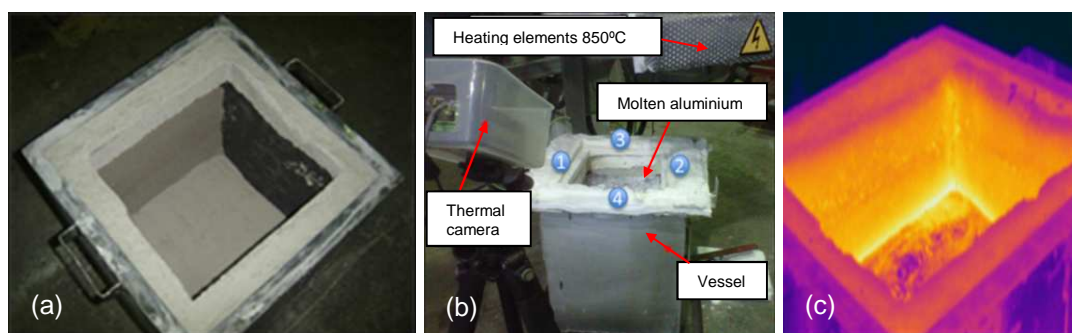 (a)
Heating elements 850ºC
Molten aluminium
3
1
2
4
Thermal
camera
Vessel
(b)
(c)